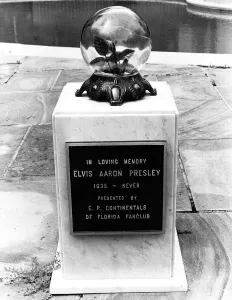 IN LOVING MEMORY
ELVIS AARON PRESLEY
1935 - NEVER
PRESENTED BY
E.P. CONTINENTALS
OF FLORIDA FANCLUB